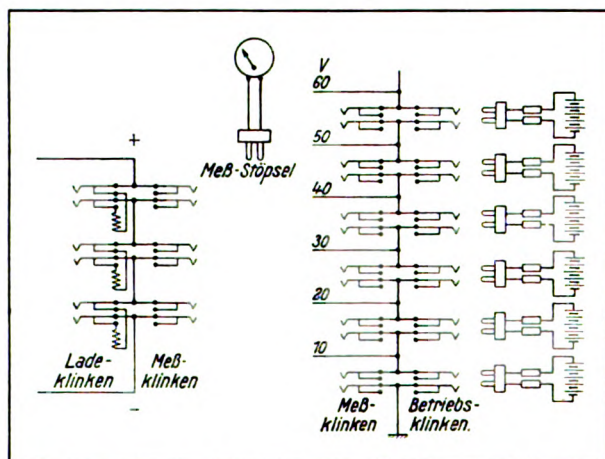 +
Lade-
klinken
Meß-
klinken
-
Meß-Stöpsel
V
60
50
40
30
20
10
Meß-
klinken
Betriebs-
klinken.